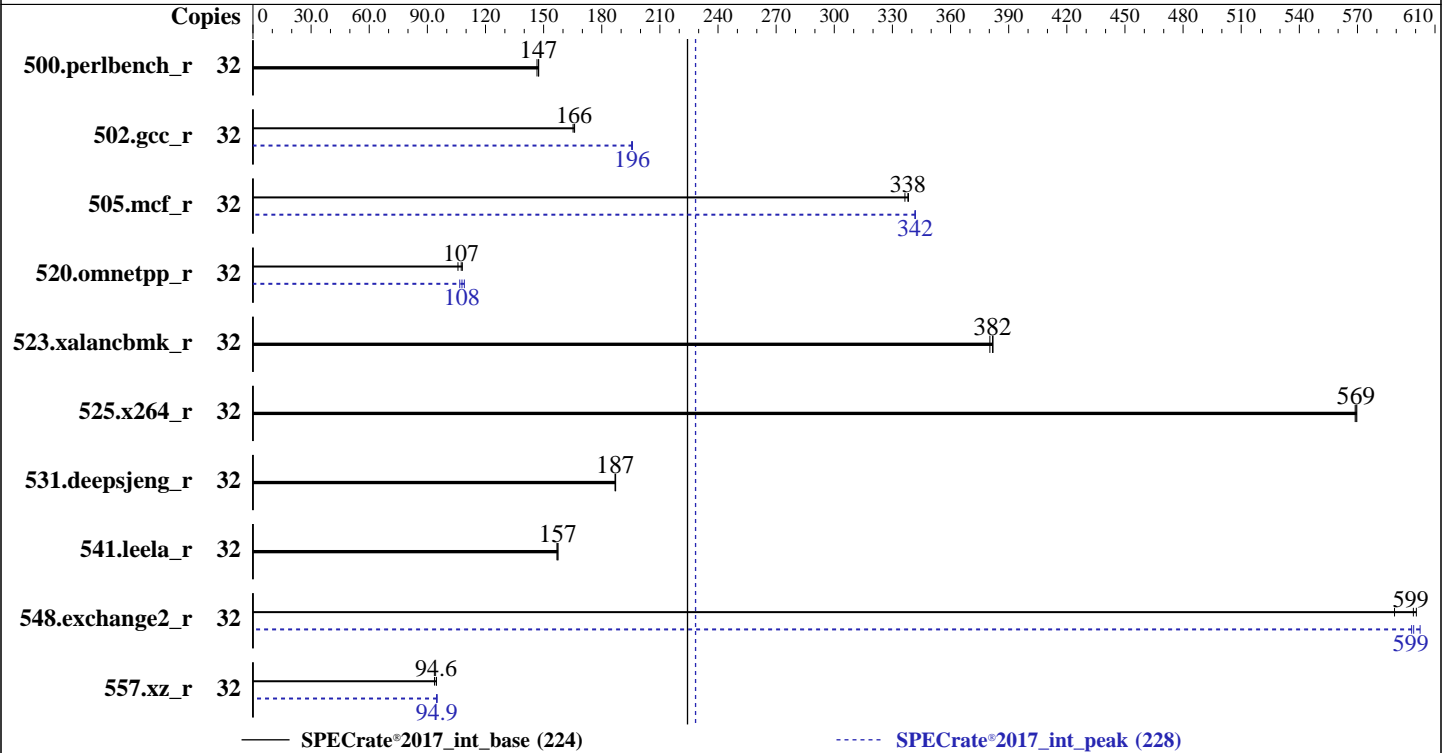 Copies 0 30.0 60.0 90.0 120 150 180 210 240 270 300 330 360 390 420 450 480 510 540 570 610
500.perlbench_r 32 147
502.gcc_r 32 166
196
505.mcf_r 32 338
342
520.omnetpp_r 32 107
108
523.xalancbmk_r 32 382
525.x264_r 32 569
531.deepsjeng_r 32 187
541.leela_r 32 157
548.exchange2_r 32 599
599
557.xz_r 32 94.6
94.9
SPECrate®2017_int_base (224) SPECrate®2017_int_peak (228)